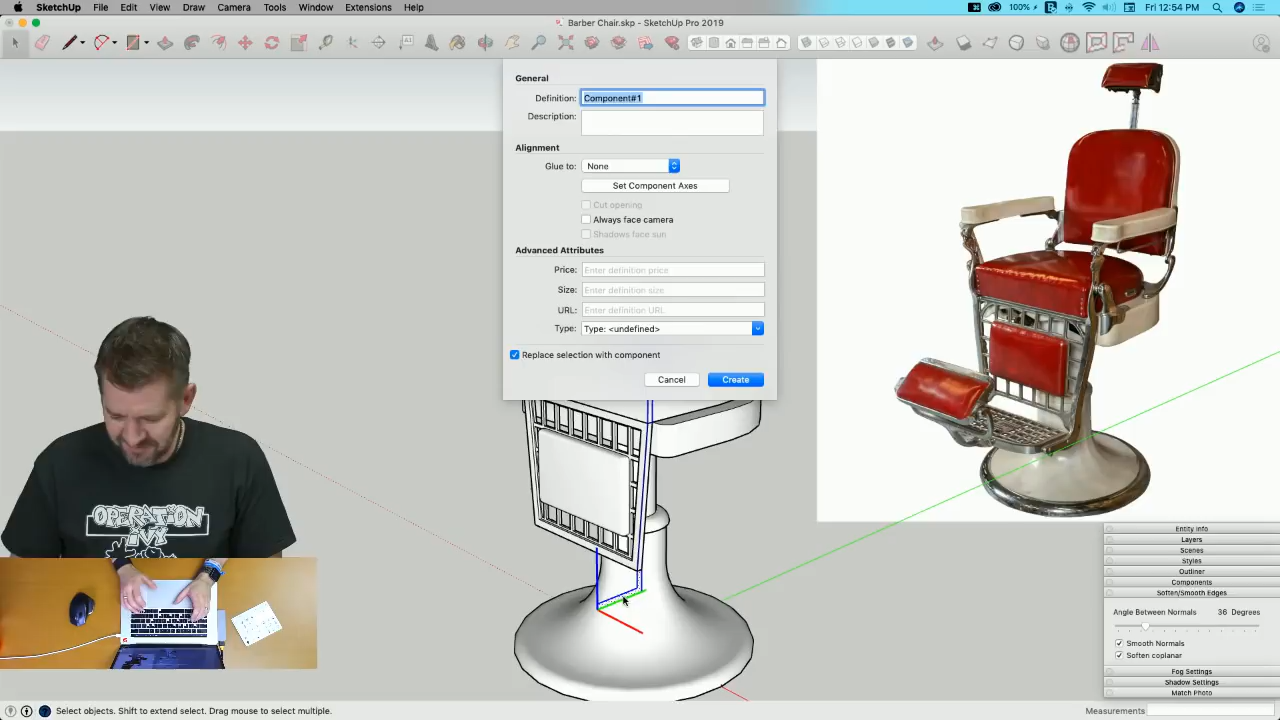 SketchUp File Edit View Draw Camera Tools Window Extensions Help
100% Fri 12:54 PM
Barber Chair.skp - SketchUp Pro 2019
General
Definition: Component#1
Description:
Alignment
Glue to: None
Set Component Axes
Cut opening
Always face camera
Shadows face sun
Advanced Attributes
Price: Enter definition price
Size: Enter definition size
URL: Enter definition URL
Type: Type: <undefined>
Replace selection with component
Cancel Create
OPERATION
IVY
Entity Info
Layers
Scenes
Styles
Outliner
Components
Soften/Smooth Edges
Angle Between Normals 36 Degrees
Smooth Normals
Soften coplanar
Fog Settings
Shadow Settings
Match Photo
Select objects. Shift to extend select. Drag mouse to select multiple.
Measurements